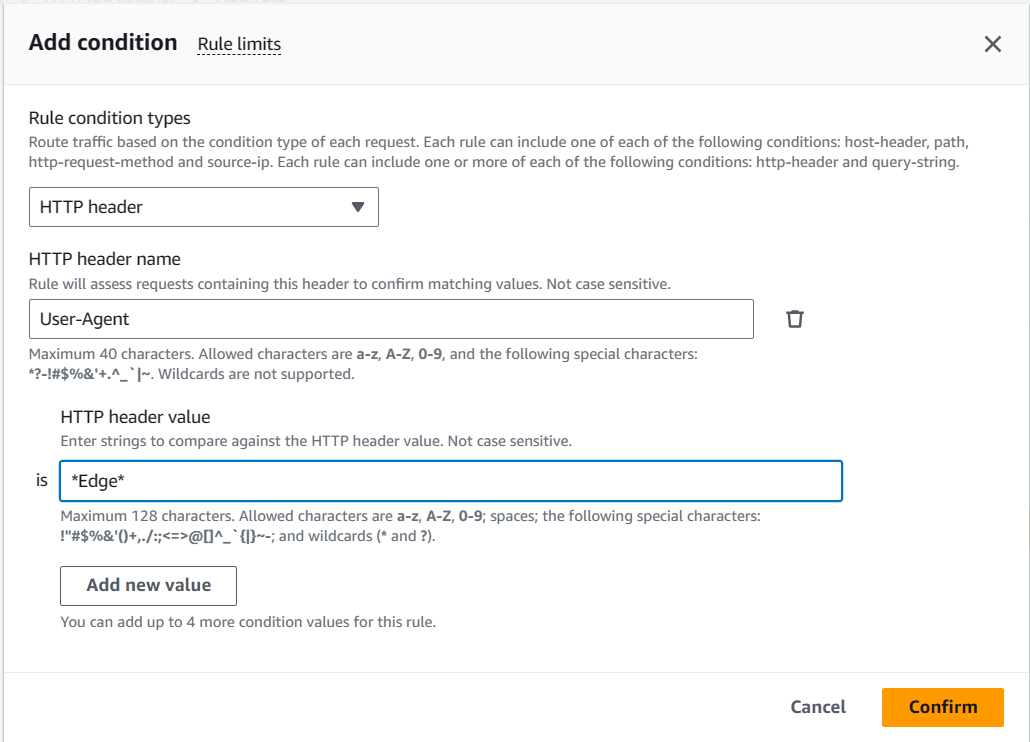 Add condition Rule limits
Rule condition types
Route traffic based on the condition type of each request. Each rule can include one of each of the following conditions: host-header, path,
http-request-method and source-ip. Each rule can include one or more of each of the following conditions: http-header and query-string.
HTTP header
HTTP header name
Rule will assess requests containing this header to confirm matching values. Not case sensitive.
User-Agent
Maximum 40 characters. Allowed characters are a-z, A-Z, 0-9, and the following special characters:
*?-!#$%&'+.^_`|~. Wildcards are not supported.
HTTP header value
Enter strings to compare against the HTTP header value. Not case sensitive.
is *Edge*
Maximum 128 characters. Allowed characters are a-z, A-Z, 0-9; spaces; the following special characters:
!"#$%&'()+,./:;<=>@[]^_`{|}~-; and wildcards (* and ?).
Add new value
You can add up to 4 more condition values for this rule.
Cancel Confirm